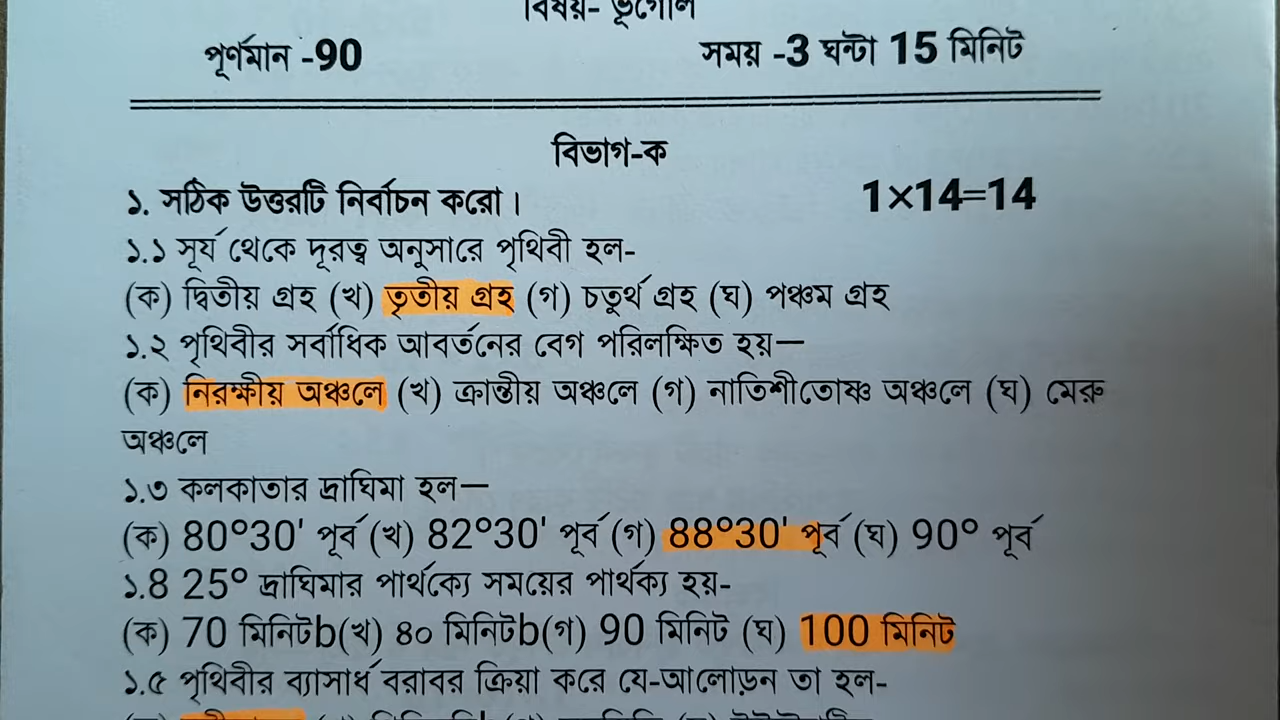 বিষয়- ভূগোল
পূর্ণমান -90 সময় -3 ঘন্টা 15 মিনিট
বিভাগ-ক
১. সঠিক উত্তরটি নির্বাচন করো। 1×14=14
১.১ সূর্য থেকে দূরত্ব অনুসারে পৃথিবী হল-
(ক) দ্বিতীয় গ্রহ (খ) তৃতীয় গ্রহ (গ) চতুর্থ গ্রহ (ঘ) পঞ্চম গ্রহ
১.২ পৃথিবীর সর্বাধিক আবর্তনের বেগ পরিলক্ষিত হয়—
(ক) নিরক্ষীয় অঞ্চলে (খ) ক্রান্তীয় অঞ্চলে (গ) নাতিশীতোষ্ণ অঞ্চলে (ঘ) মেরু
অঞ্চলে
১.৩ কলকাতার দ্রাঘিমা হল—
(ক) 80°30' পূর্ব (খ) 82°30' পূর্ব (গ) 88°30' পূর্ব (ঘ) 90° পূর্ব
১.8 25° দ্রাঘিমার পার্থক্যে সময়ের পার্থক্য হয়-
(ক) 70 মিনিটb(খ) ৪০ মিনিটb(গ) 90 মিনিট (ঘ) 100 মিনিট
১.৫ পৃথিবীর ব্যাসার্ধ বরাবর ক্রিয়া করে যে-আলোড়ন তা হল-